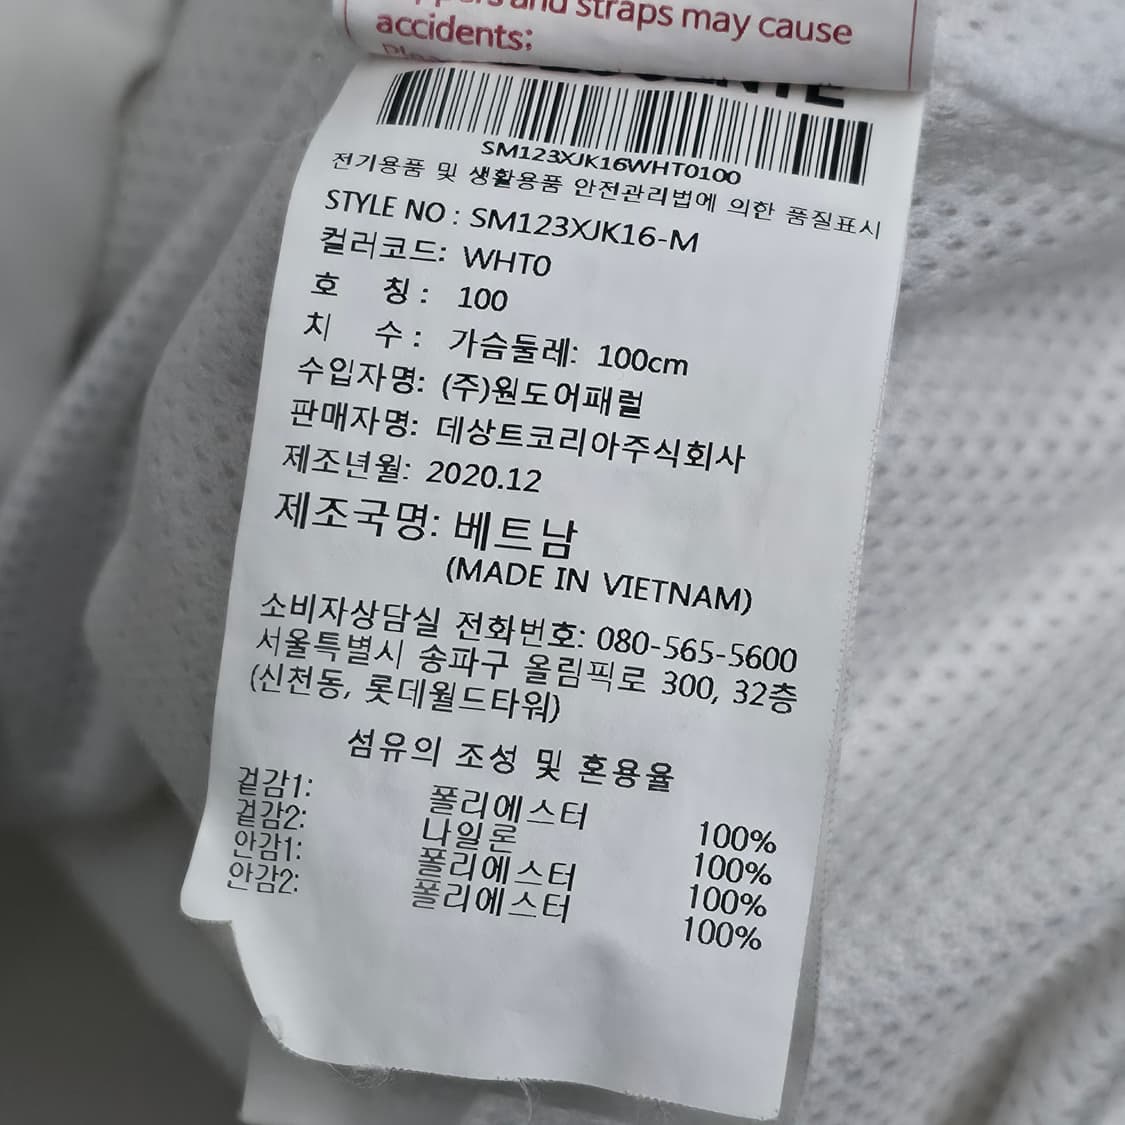 and straps may cause
accidents;
SM123XJK16WHT0100
전기용품 및 생활용품 안전관리법에 의한 품질표시
STYLE NO : SM123XJK16-M
컬러코드: WHT0
호 칭 : 100
치 수 : 가슴둘레: 100cm
수입자명: (주)원도어패럴
판매자명: 데상트코리아주식회사
제조년월: 2020.12
제조국명: 베트남
(MADE IN VIETNAM)
소비자상담실 전화번호: 080-565-5600
서울특별시 송파구 올림픽로 300, 32층
(신천동, 롯데월드타워)
섬유의 조성 및 혼용율
겉감1: 폴리에스터 100%
겉감2: 나일론 100%
안감1: 폴리에스터 100%
안감2: 폴리에스터 100%